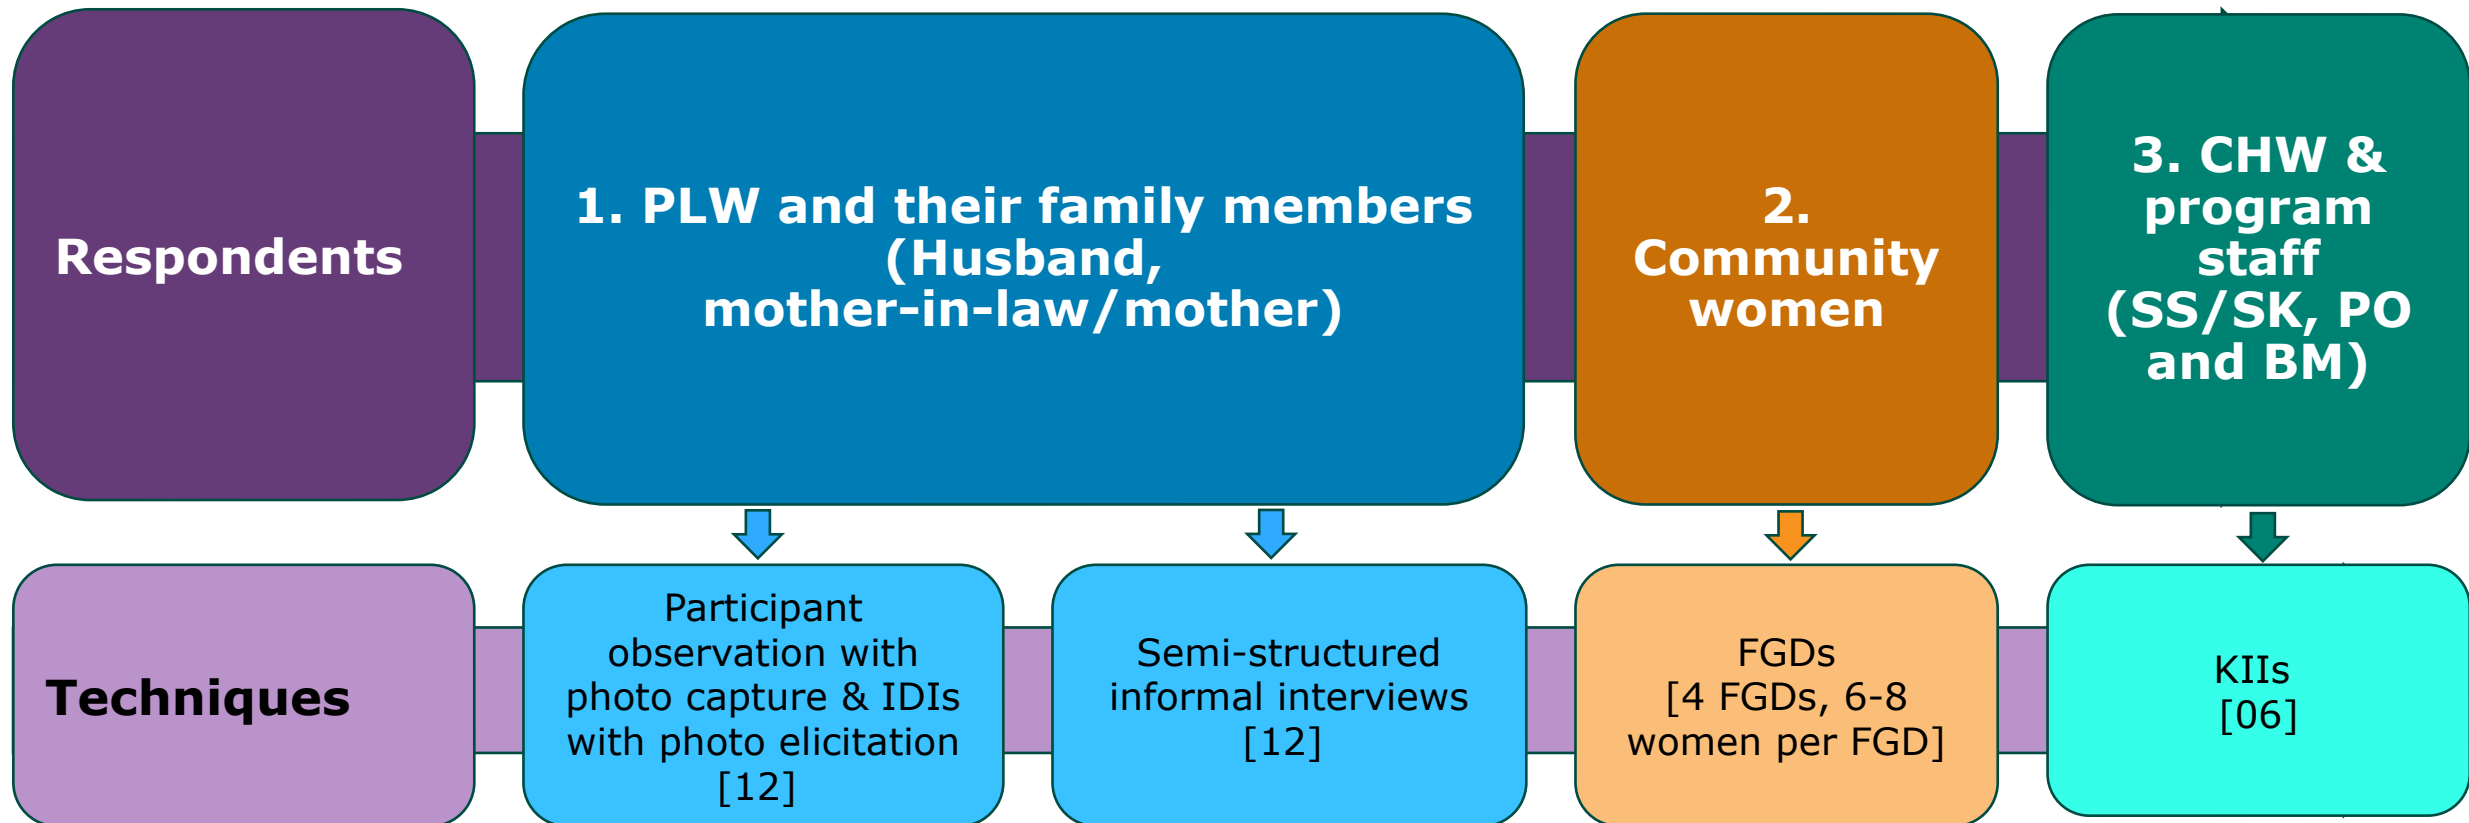 Respondents
1. PLW and their family members
(Husband,
mother-in-law/mother)
2.
Community
women
3. CHW &
program
staff
(SS/SK, PO
and BM)
Techniques
Participant
observation with
photo capture & IDIs
with photo elicitation
[12]
Semi-structured
informal interviews
[12]
FGDs
[4 FGDs, 6-8
women per FGD]
KIIs
[06]